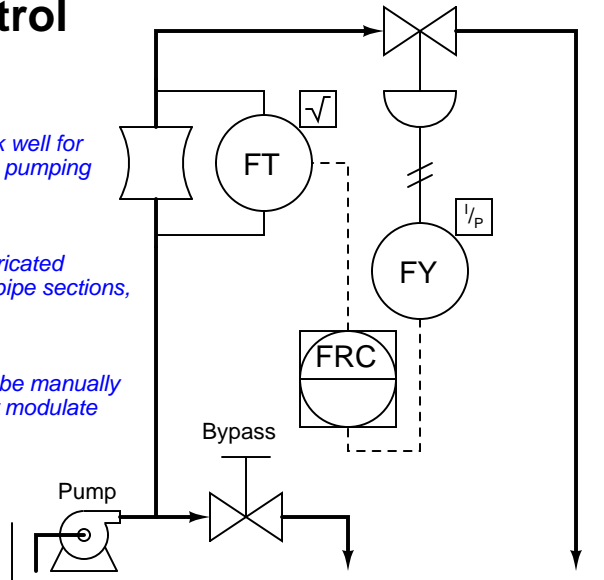 trol
k well for
pumping
FT
√
I/P
ricated
pipe sections,
FY
FRC
be manually
modulate
Bypass
Pump